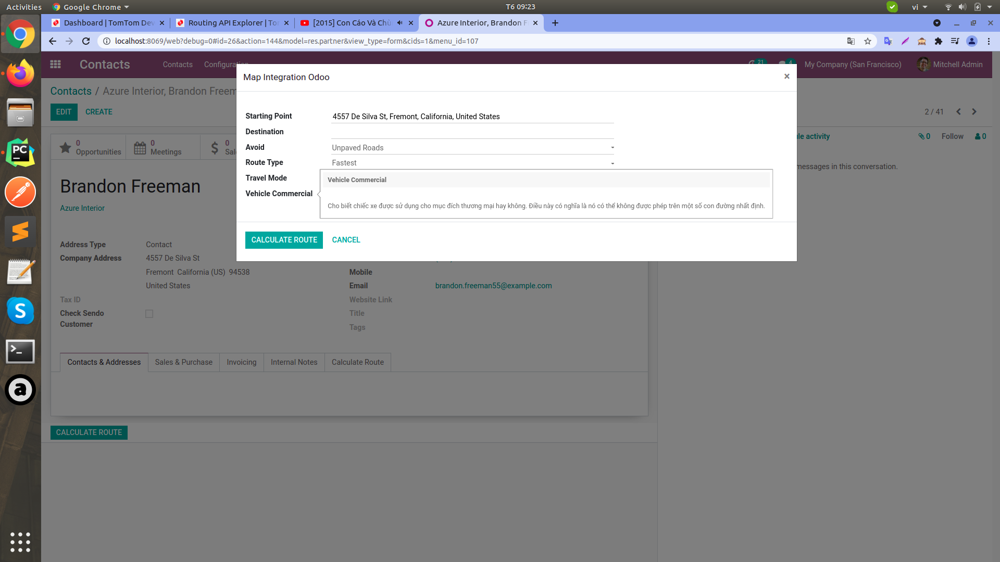 Activities
Google Chrome
T6 09:23
vi
Dashboard | TomTom Dev
Routing API Explorer | Tom
[2015] Con Cáo Và Chù
Azure Interior, Brandon F
localhost:8069/web?debug=0#id=26&action=144&model=res.partner&view_type=form&cids=1&menu_id=107
Contacts
Contacts
Configuration
21
4
My Company (San Francisco)
Mitchell Admin
Map Integration Odoo
×
Contacts / Azure Interior, Brandon Freem
EDIT
CREATE
2 / 41
Starting Point
4557 De Silva St, Fremont, California, United States
Destination
Avoid
Unpaved Roads
Route Type
Fastest
Travel Mode
Vehicle Commercial
Vehicle Commercial
Cho biết chiếc xe được sử dụng cho mục đích thương mại hay không. Điều này có nghĩa là nó có thể không được phép trên một số con đường nhất định.
CALCULATE ROUTE
CANCEL
0
Opportunities
0
Meetings
0
Sal
le activity
0
Follow
0
messages in this conversation.
Brandon Freeman
Azure Interior
Address Type
Contact
Company Address
4557 De Silva St
Fremont California (US) 94538
United States
Tax ID
Check Sendo
Customer
Mobile
Email
brandon.freeman55@example.com
Website Link
Title
Tags
Contacts & Addresses
Sales & Purchase
Invoicing
Internal Notes
Calculate Route
CALCULATE ROUTE
PC
S
a